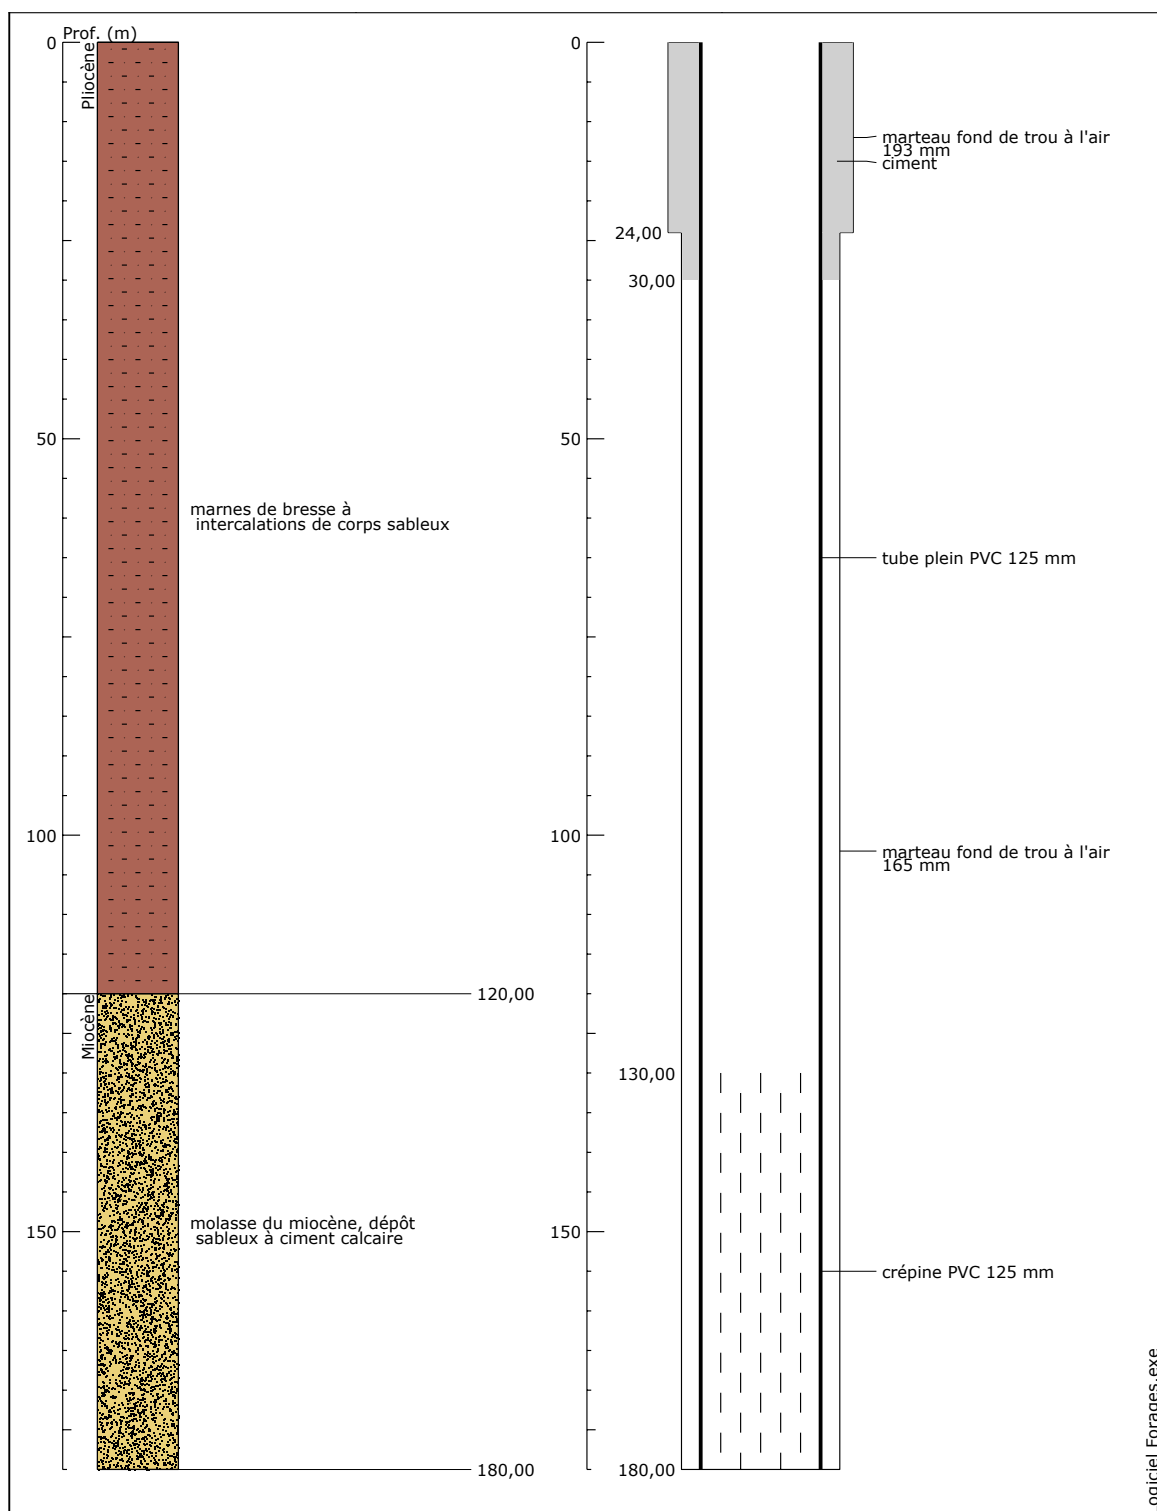 Prof. (m)
0
Pliocène
50
marnes de bresse à
intercalations de corps sableux
100
120,00
Miocène
150
molasse du miocène, dépôt
sableux à ciment calcaire
180,00
0
marteau fond de trou à l'air
193 mm
ciment
24,00
30,00
50
tube plein PVC 125 mm
100
marteau fond de trou à l'air
165 mm
130,00
150
crépine PVC 125 mm
180,00
ogiciel Forages.exe